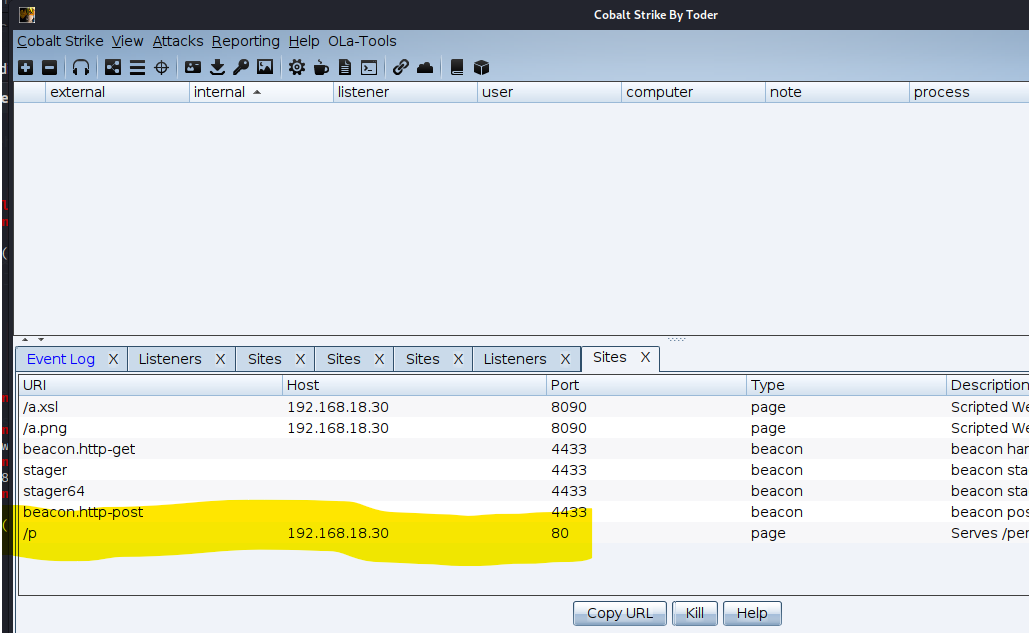 Cobalt Strike By Toder
Cobalt Strike View Attacks Reporting Help OLa-Tools
external internal listener user computer note process
Event Log X Listeners X Sites X Sites X Sites X Listeners X Sites X
URI Host Port Type Description
/a.xsl 192.168.18.30 8090 page Scripted We
/a.png 192.168.18.30 8090 page Scripted We
beacon.http-get 4433 beacon beacon han
stager 4433 beacon beacon sta
stager64 4433 beacon beacon sta
beacon.http-post 4433 beacon beacon pos
/p 192.168.18.30 80 page Serves /per
Copy URL Kill Help